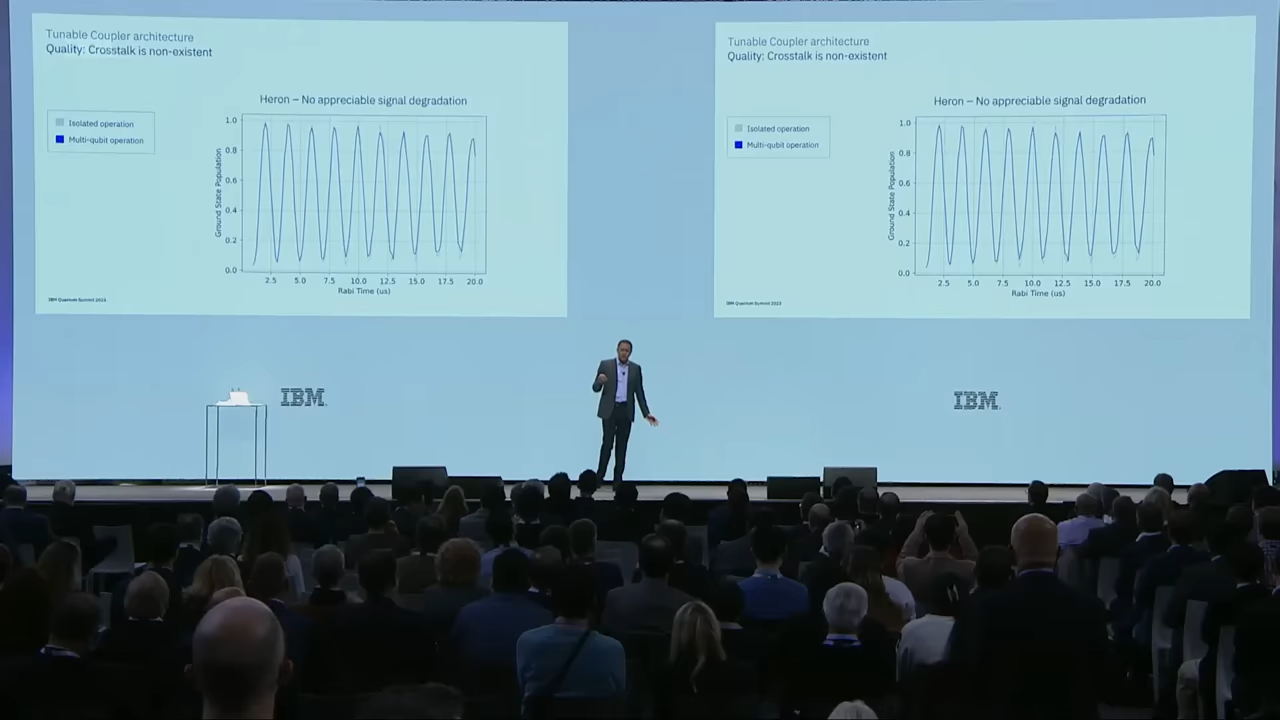 Tunable Coupler architecture
Quality: Crosstalk is non-existent
Heron – No appreciable signal degradation
Isolated operation
Multi-qubit operation
Ground State Population
1.0
0.8
0.6
0.4
0.2
0.0
2.5 5.0 7.5 10.0 12.5 15.0 17.5 20.0
Rabi Time (us)
IBM Quantum Summit 2023
Tunable Coupler architecture
Quality: Crosstalk is non-existent
Heron – No appreciable signal degradation
Isolated operation
Multi-qubit operation
Ground State Population
1.0
0.8
0.6
0.4
0.2
0.0
2.5 5.0 7.5 10.0 12.5 15.0 17.5 20.0
Rabi Time (us)
IBM Quantum Summit 2023
IBM
IBM